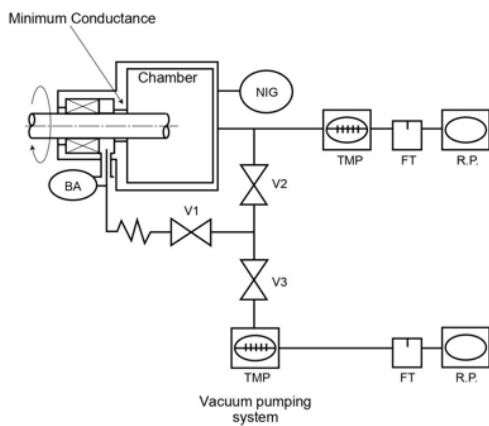 Minimum Conductance
Chamber
NIG
TMP
FT
R.P.
BA
V2
V1
V3
TMP
FT
R.P.
Vacuum pumping
system